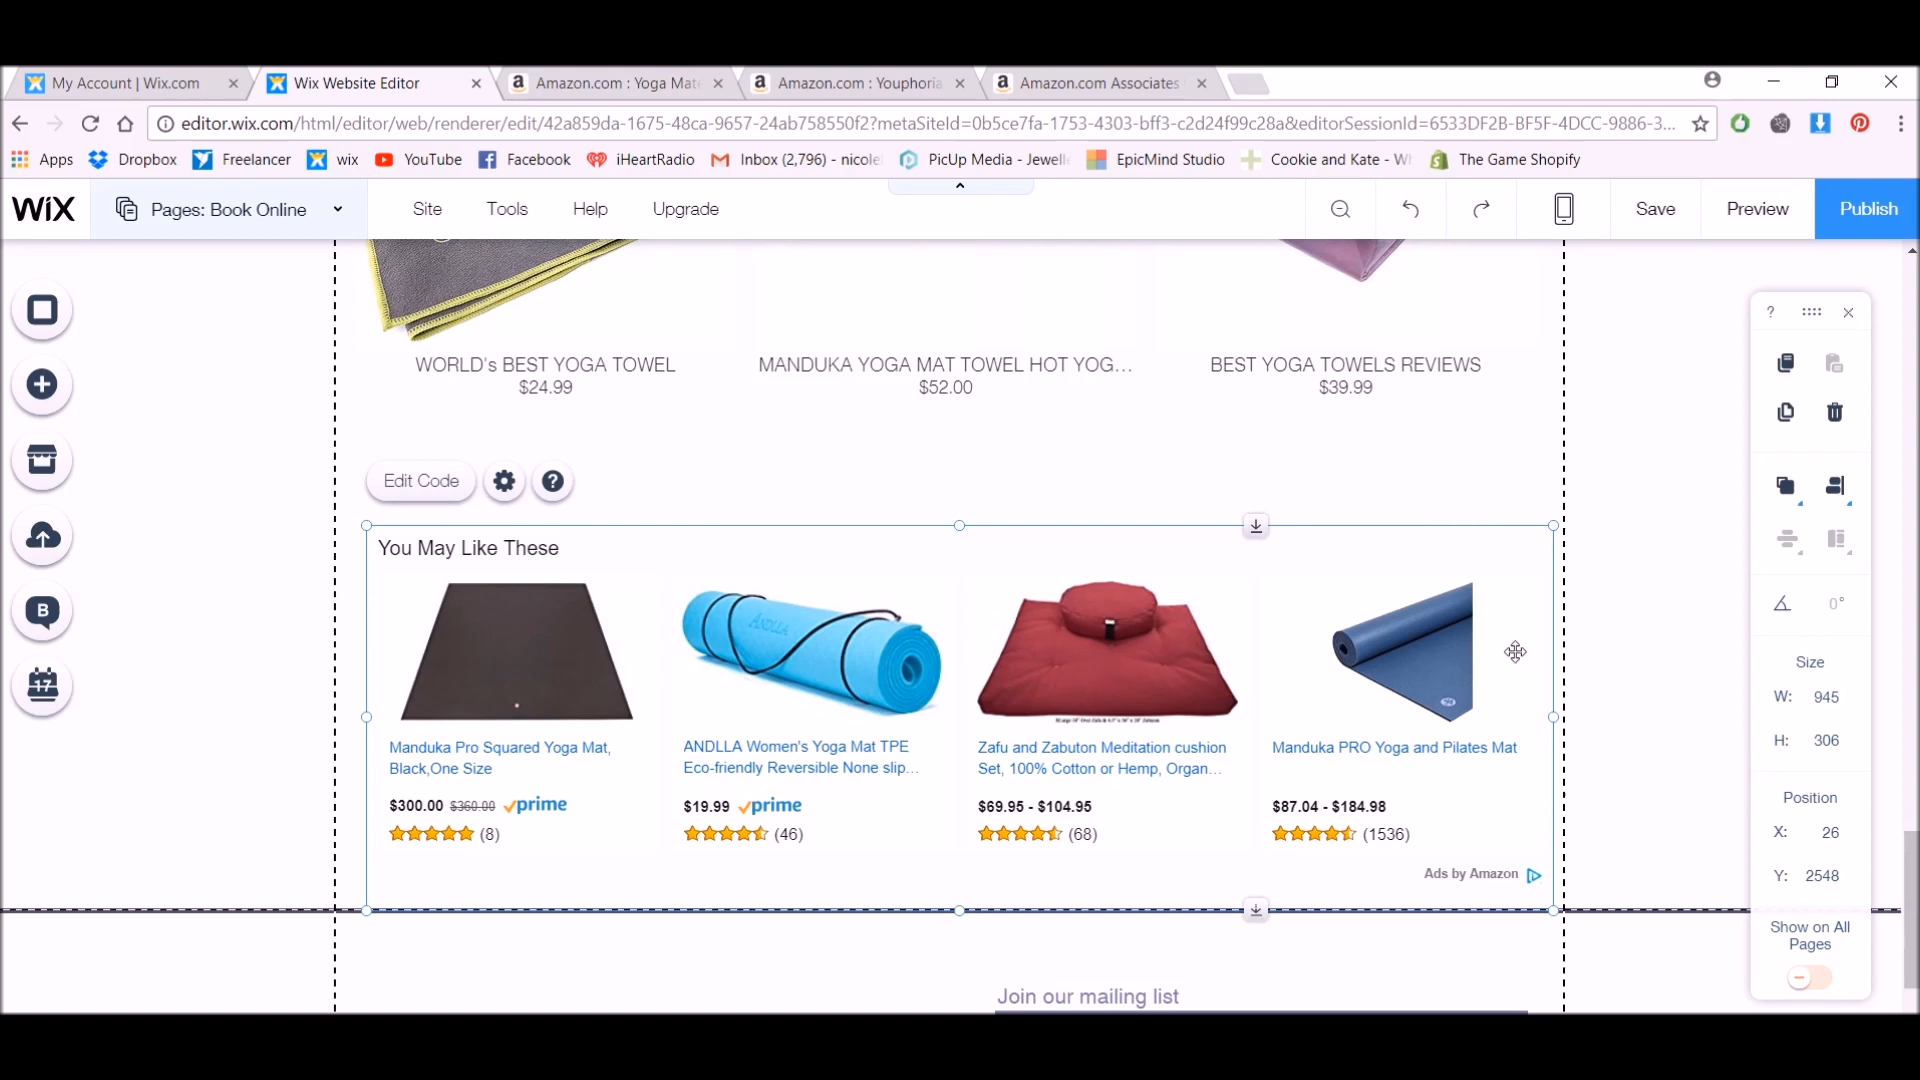 My Account | Wix.com
Wix Website Editor
Amazon.com : Yoga Mate
Amazon.com : Youphoria
Amazon.com Associates
editor.wix.com/html/editor/web/renderer/edit/42a859da-1675-48ca-9657-24ab758550f2?metaSiteId=0b5ce7fa-1753-4303-bff3-c2d24f99c28a&editorSessionId=6533DF2B-BF5F-4DCC-9886-3...
Apps
Dropbox
Freelancer
wix
YouTube
Facebook
iHeartRadio
Inbox (2,796) - nicole
PicUp Media - Jewell
EpicMind Studio
Cookie and Kate - W
The Game Shopify
WiX
Pages: Book Online
Site
Tools
Help
Upgrade
Save
Preview
Publish
WORLD's BEST YOGA TOWEL
$24.99
MANDUKA YOGA MAT TOWEL HOT YOG...
$52.00
BEST YOGA TOWELS REVIEWS
$39.99
Edit Code
?
You May Like These
ANDLLA
Manduka Pro Squared Yoga Mat,
Black,One Size
$300.00 $360.00 prime
(8)
ANDLLA Women's Yoga Mat TPE
Eco-friendly Reversible None slip...
$19.99 prime
(46)
Zafu and Zabuton Meditation cushion
Set, 100% Cotton or Hemp, Organ...
$69.95 - $104.95
(68)
Manduka PRO Yoga and Pilates Mat
$87.04 - $184.98
(1536)
Ads by Amazon
Join our mailing list
B
17
?
0°
Size
W: 945
H: 306
Position
X: 26
Y: 2548
Show on All
Pages